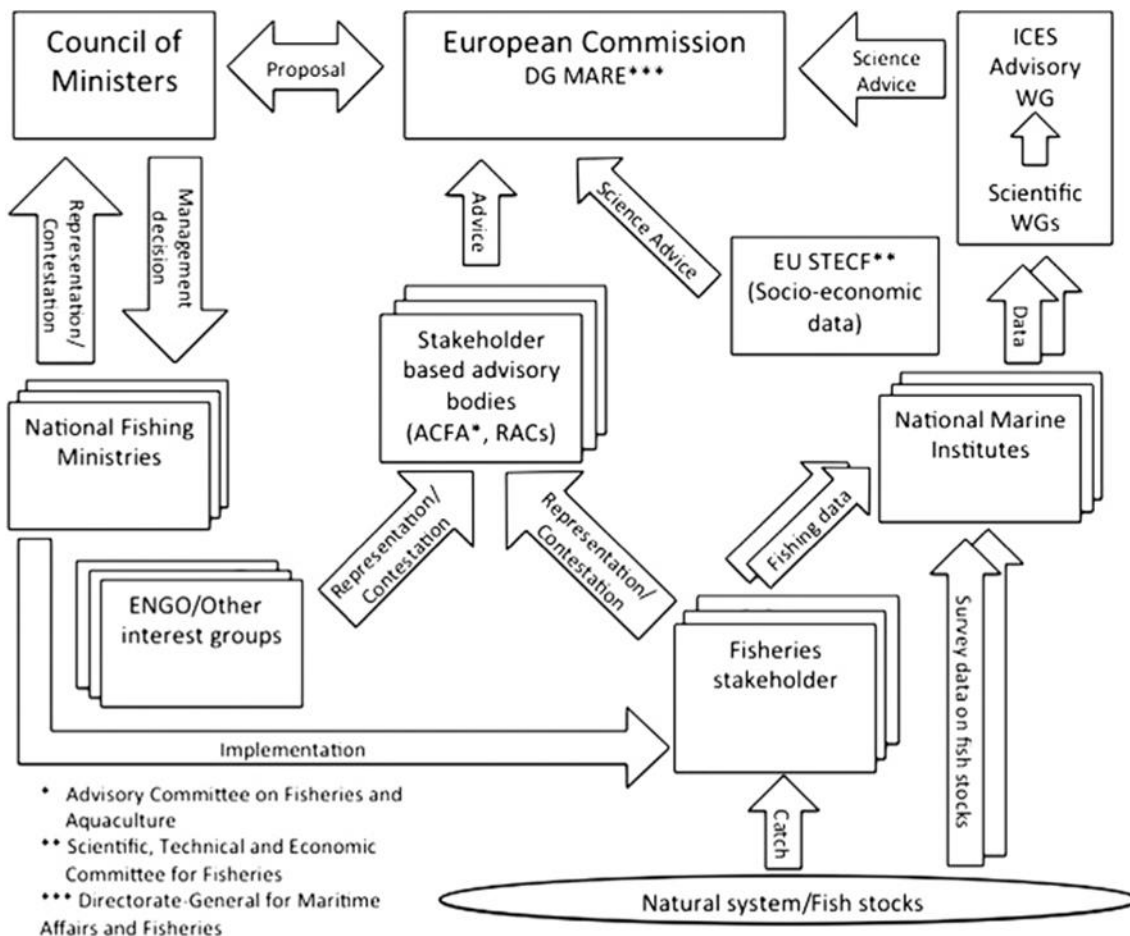 Council of
Ministers
Proposal
European Commission
DG MARE***
Science
Advice
ICES
Advisory
WG
Scientific
WGs
Representation/
Contestation
Management
decision
Advice
Science Advice
EU STECF**
(Socio-economic
data)
Data
Stakeholder
based advisory
bodies
(ACFA*, RACs)
National Fishing
Ministries
National Marine
Institutes
Representation/
Contestation
Representation/
Contestation
Fishing data
ENGO/Other
interest groups
Fisheries
stakeholder
Survey data on fish stocks
Implementation
Catch
Natural system/Fish stocks
* Advisory Committee on Fisheries and
Aquaculture
** Scientific, Technical and Economic
Committee for Fisheries
*** Directorate-General for Maritime
Affairs and Fisheries